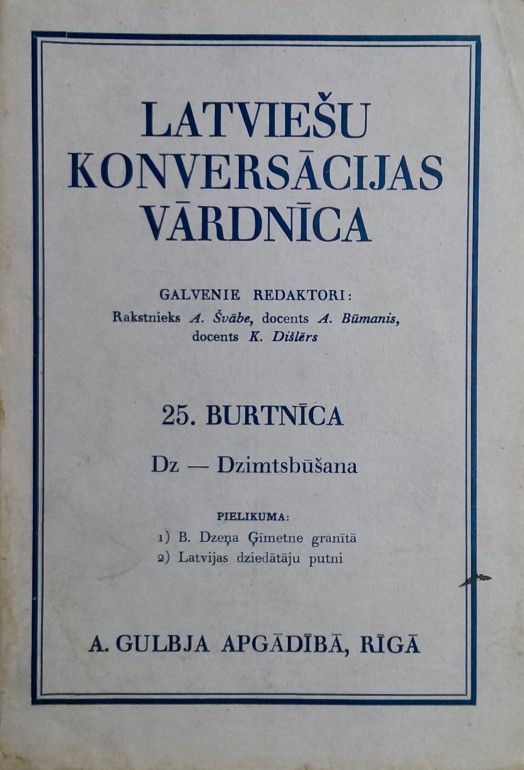 LATVIEŠU
KONVERSĀCIJAS
VĀRDNĪCA
GALVENIE REDAKTORI:
Rakstnieks A. Švābe, docents A. Būmanis,
docents K. Dišlērs
25. BURTNĪCA
Dz — Dzimtsbūšana
PIELIKUMA:
1) B. Dzeņa Ģīmetne granītā
2) Latvijas dziedātāju putni
A. GULBJA APGĀDĪBĀ, RĪGĀ